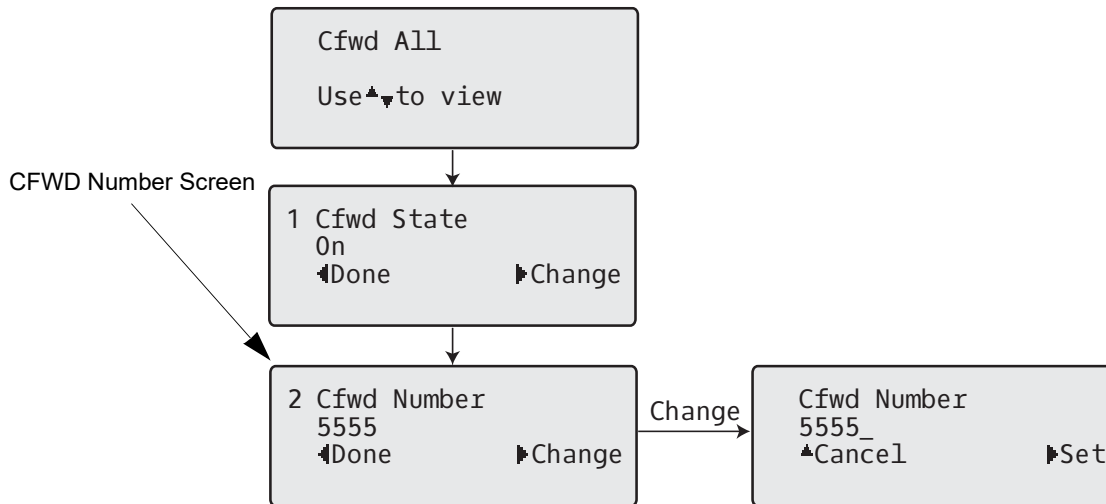 Cfwd All
Use▲▼to view
CFWD Number Screen
1 Cfwd State
On
◀Done ▶Change
2 Cfwd Number
5555
◀Done ▶Change
Change
Cfwd Number
5555_
▲Cancel ▶Set